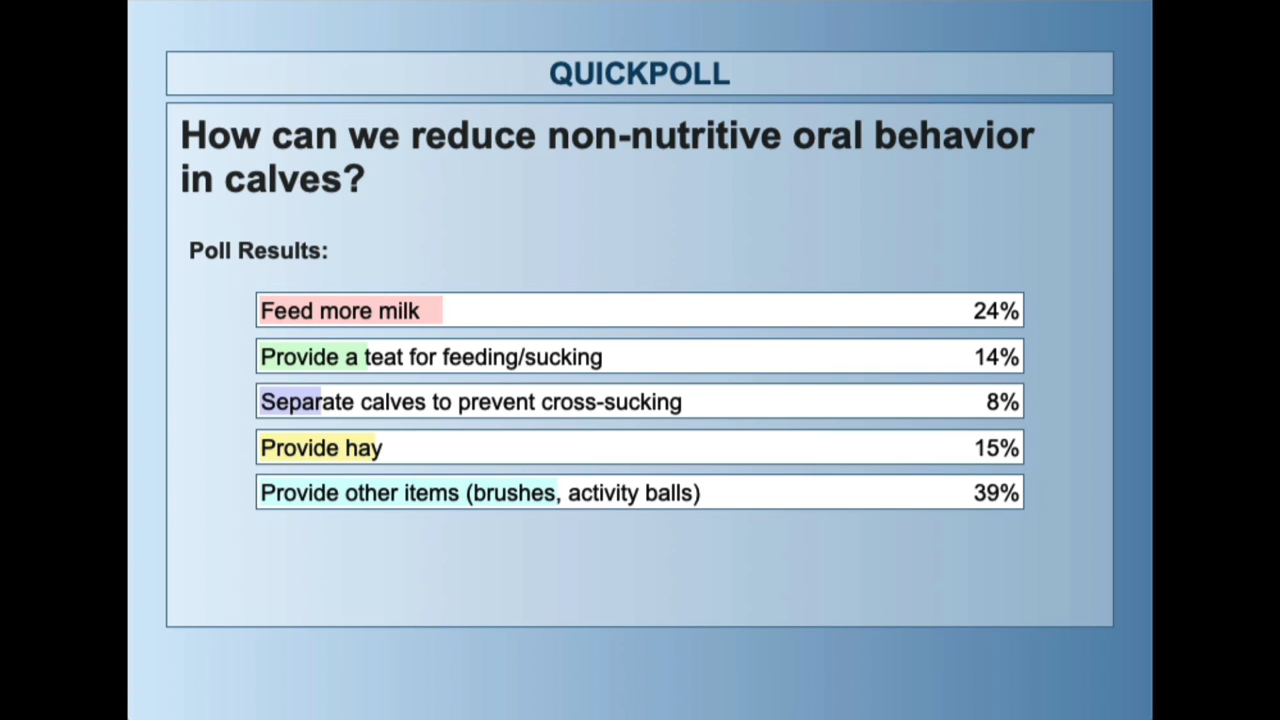 QUICKPOLL
How can we reduce non-nutritive oral behavior
in calves?
Poll Results:
Feed more milk 24%
Provide a teat for feeding/sucking 14%
Separate calves to prevent cross-sucking 8%
Provide hay 15%
Provide other items (brushes, activity balls) 39%